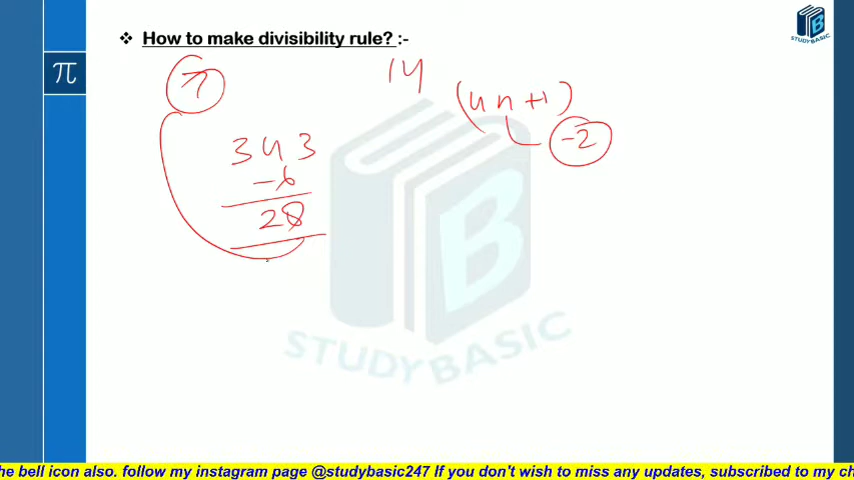 ❖ How to make divisibility rule? :-
B
STUDYBASIC
π
7
14
(4n+1)
-2
343
-6
28
B
STUDYBASIC
he bell icon also. follow my instagram page @studybasic247 If you don't wish to miss any updates, subscribed to my ch